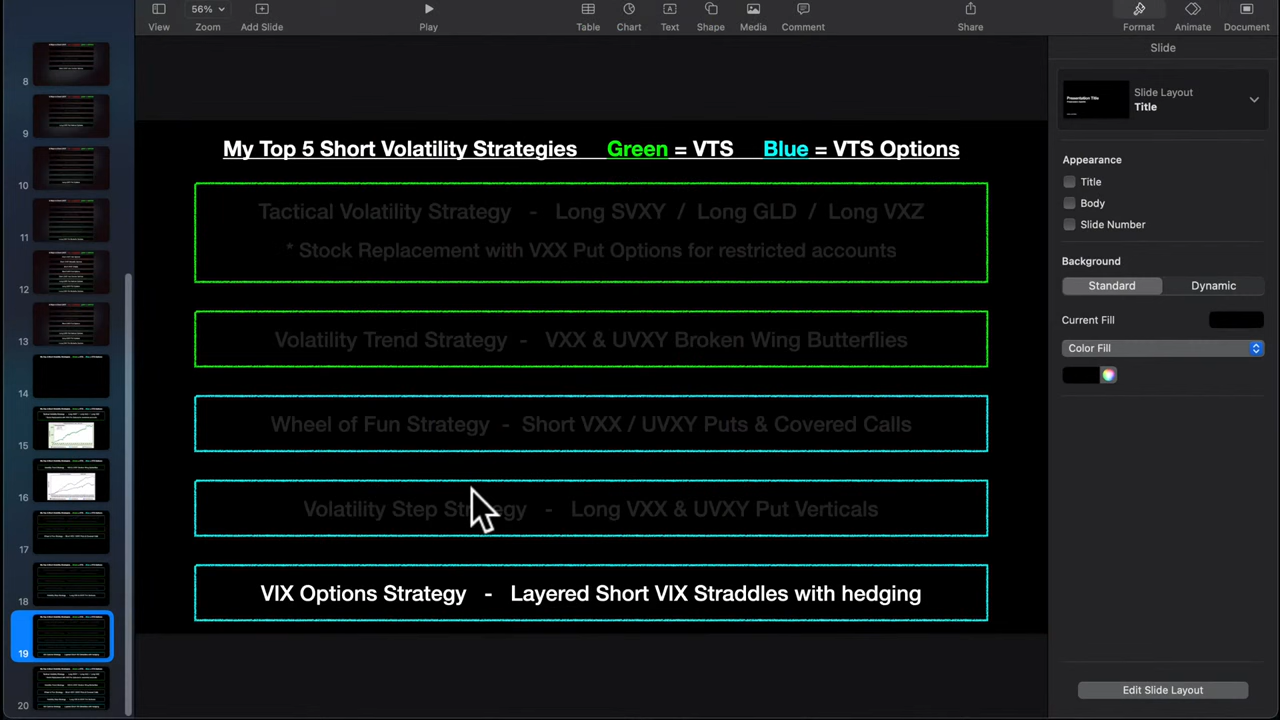 56%
View
Zoom
Add Slide
Play
Table
Chart
Text
Shape
Media
Comment
Share
Format
Animate
Document
Slide
Presentation Title
Slide Layout
Title
Appearance
Title
Body
Slide Number
Background
Standard
Dynamic
Current Fill
Color Fill
Edit Slide Layout
8
9
10
11
12
13
14
15
16
17
18
19
20
My Top 5 Short Volatility Strategies Green = VTS Blue = VTS Options
Tactical Volatility Strategy - Long SVXY / Long / Long VXZ
* Stock Replacement with VXX Put Options for restricted accounts
Volatility Trend Strategy - VXX & UVXY Broken Wing Butterflies
Wheel of Fun Strategy - Short VXX / UVXY Puts & Covered Calls
Volatility Step Strategy - Long VXX & UVXY Put Verticals
VIX Options Strategy - Layered Short VIX Straddles with hedging